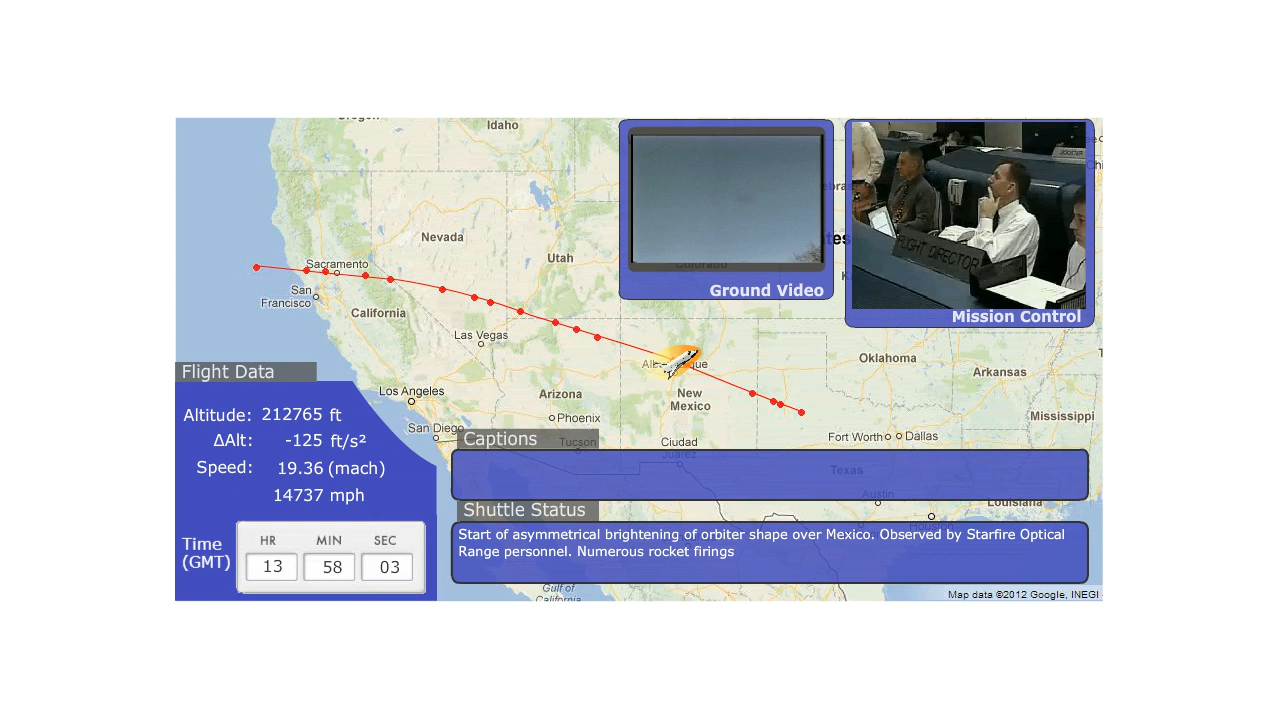 Oregon
Idaho
Nevada
Utah
Sacramento
San
Francisco
California
Las Vegas
Colorado
Ground Video
FLIGHT DIRECTOR
Mission Control
Flight Data
Altitude: 212765 ft
ΔAlt: -125 ft/s²
Speed: 19.36 (mach)
14737 mph
Time
(GMT)
HR MIN SEC
13 58 03
Los Angeles
San Diego
Arizona
Phoenix
Tucson
New
Mexico
Ciudad
Juarez
Oklahoma
Arkansas
Mississippi
Fort Worth
Dallas
Texas
Austin
Houston
Louisiana
Captions
Shuttle Status
Start of asymmetrical brightening of orbiter shape over Mexico. Observed by Starfire Optical
Range personnel. Numerous rocket firings
Gulf of
California
Map data ©2012 Google, INEGI